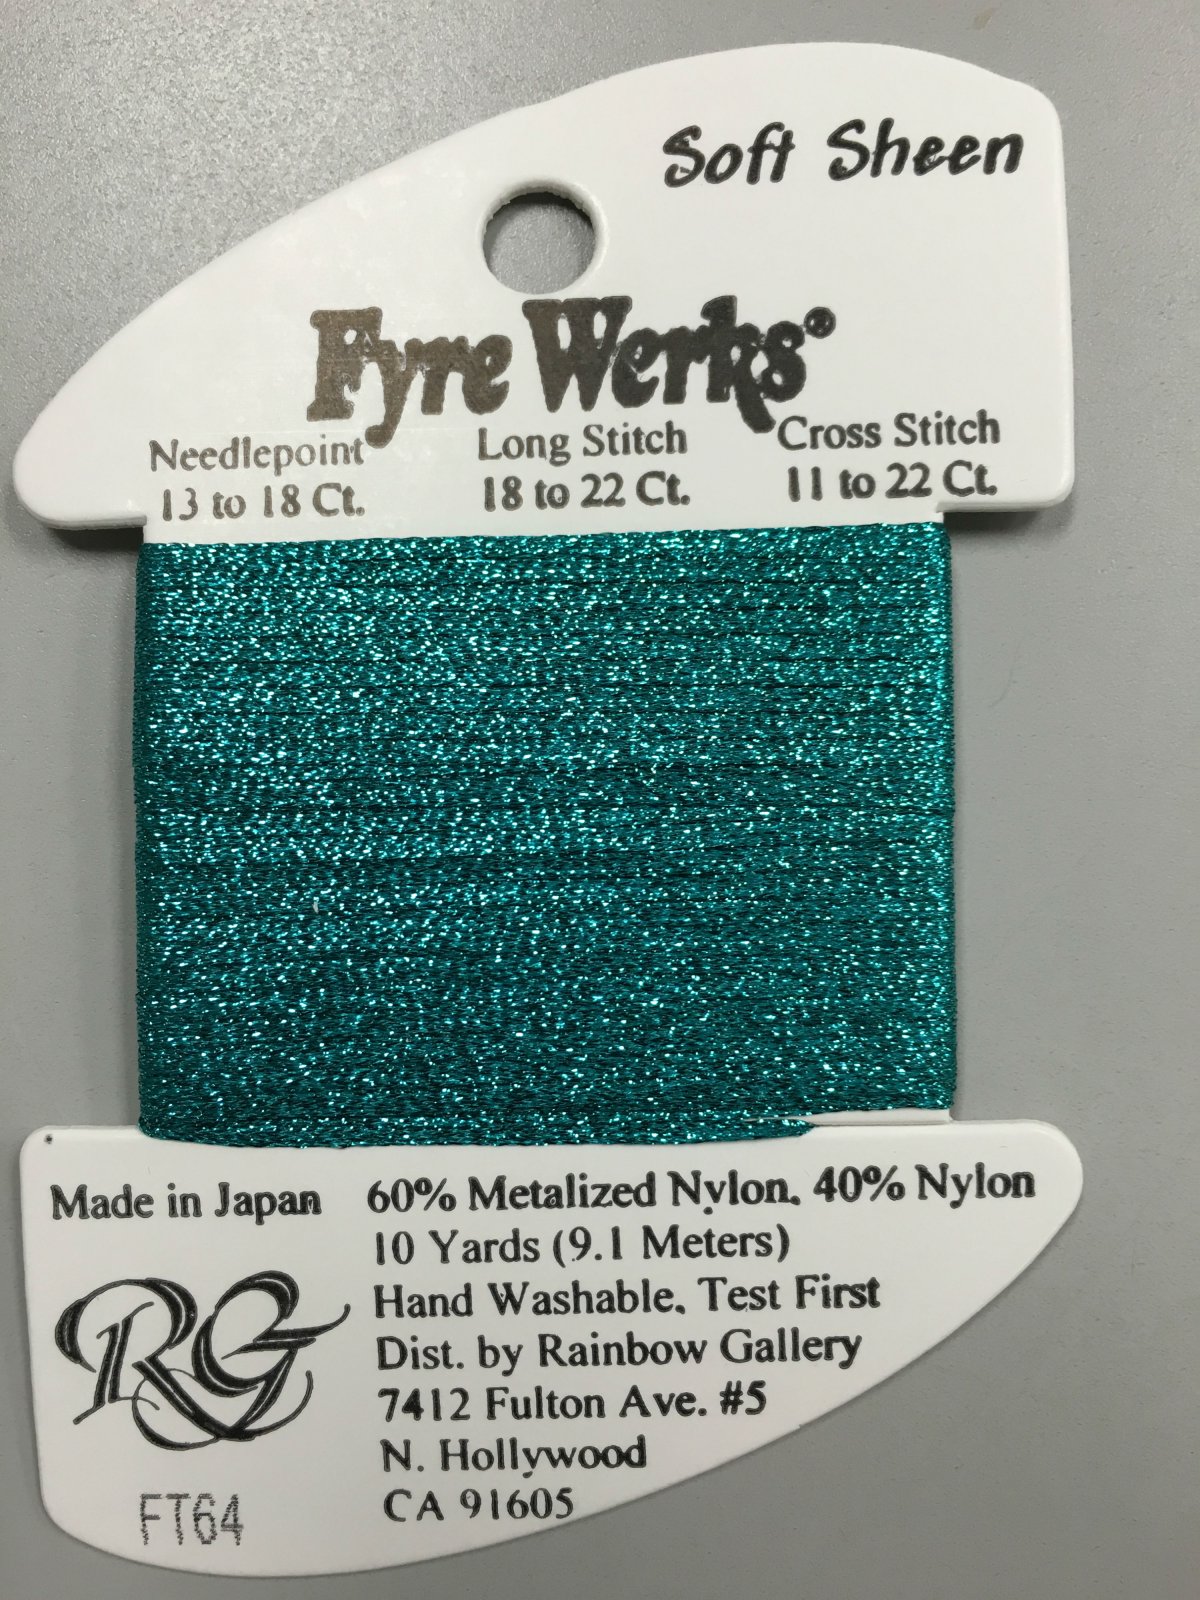 Soft Sheen
Fyre Werks®
Needlepoint
13 to 18 Ct.
Long Stitch
18 to 22 Ct.
Cross Stitch
11 to 22 Ct.
Made in Japan
60% Metalized Nylon, 40% Nylon
10 Yards (9.1 Meters)
Hand Washable, Test First
Dist. by Rainbow Gallery
7412 Fulton Ave. #5
N. Hollywood
CA 91605
RG
FT64